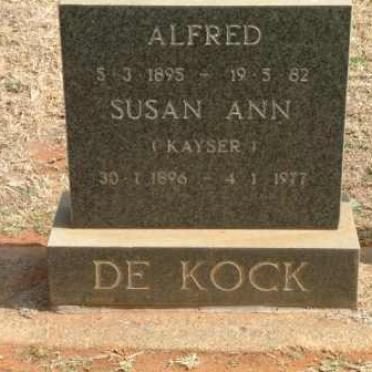 ALFRED
5·3·1895 - 19·5·82
SUSAN ANN
(KAYSER)
30·1·1896 - 4·1·1977
DE KOCK